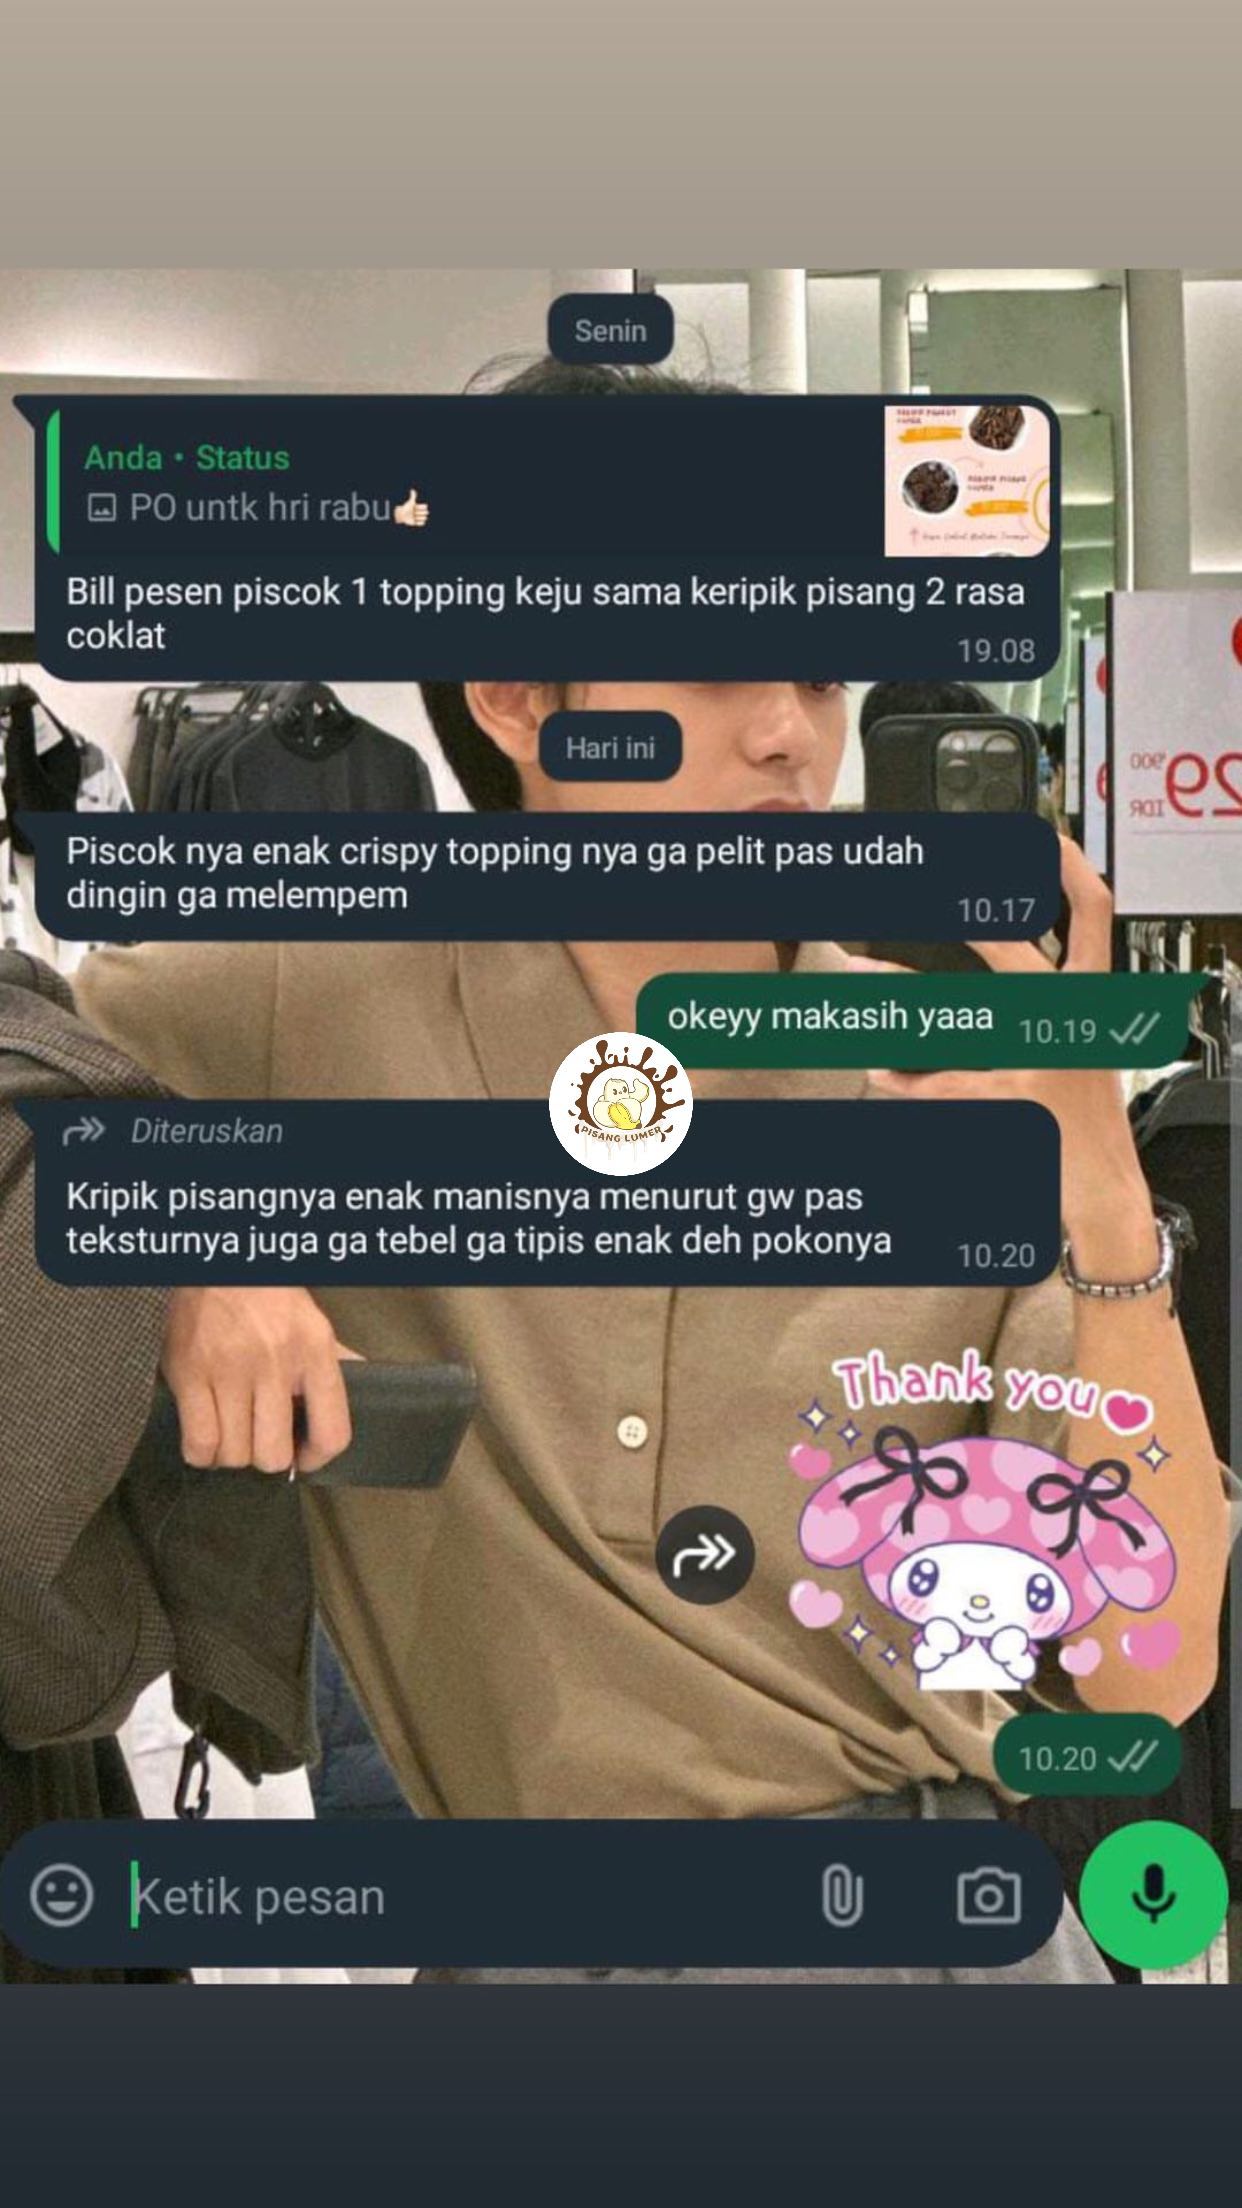 Senin
Anda • Status
PO untk hri rabu👍🏻
Bill pesen piscok 1 topping keju sama keripik pisang 2 rasa
coklat
19.08
Hari ini
Piscok nya enak crispy topping nya ga pelit pas udah
dingin ga melempem
10.17
okeyy makasih yaaa
10.19
PISANG LUMER
Diteruskan
Kripik pisangnya enak manisnya menurut gw pas
teksturnya juga ga tebel ga tipis enak deh pokonya
10.20
Thank you
10.20
Ketik pesan